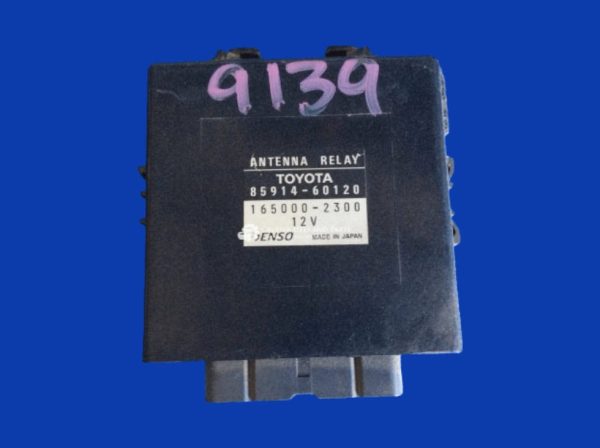 9139
ANTENNA RELAY
TOYOTA
85914-60120
165000-2300
12V
DENSO MADE IN JAPAN